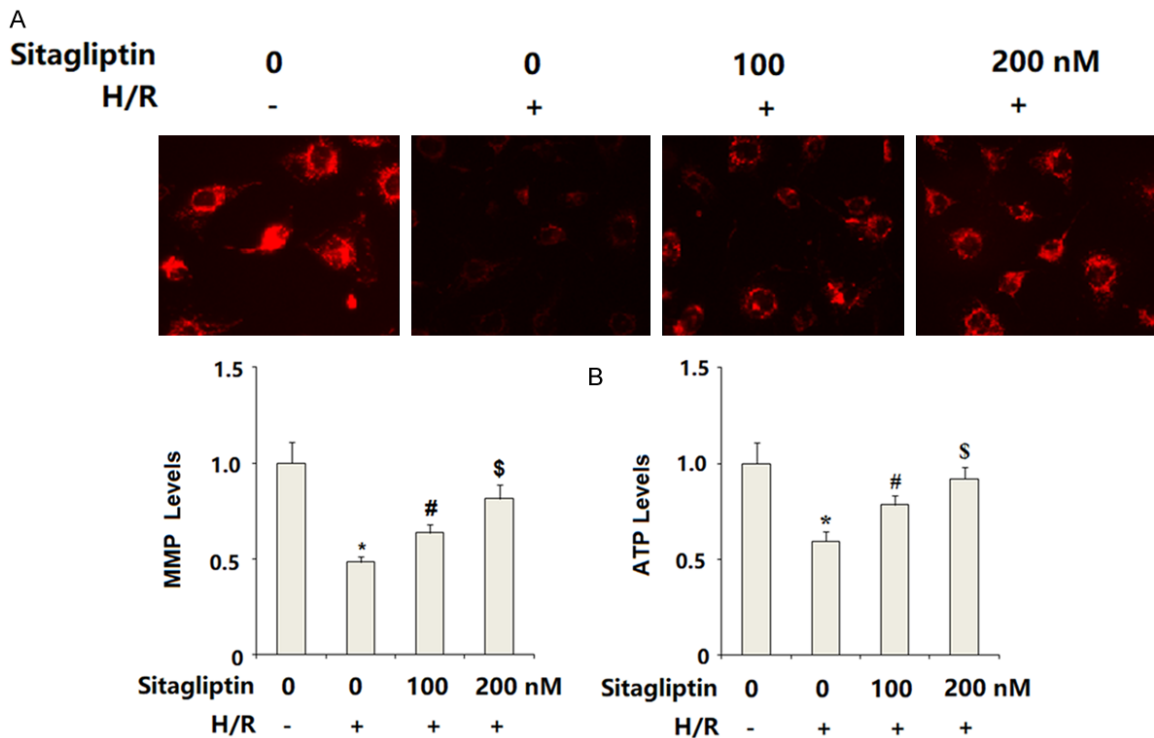 A
Sitagliptin 0 0 100 200 nM
H/R - + + +
1.5
1.0
0.5
0
MMP Levels
* # $
Sitagliptin 0 0 100 200 nM
H/R - + + +
B
1.5
1.0
0.5
0
ATP Levels
* # $
Sitagliptin 0 0 100 200 nM
H/R - + + +